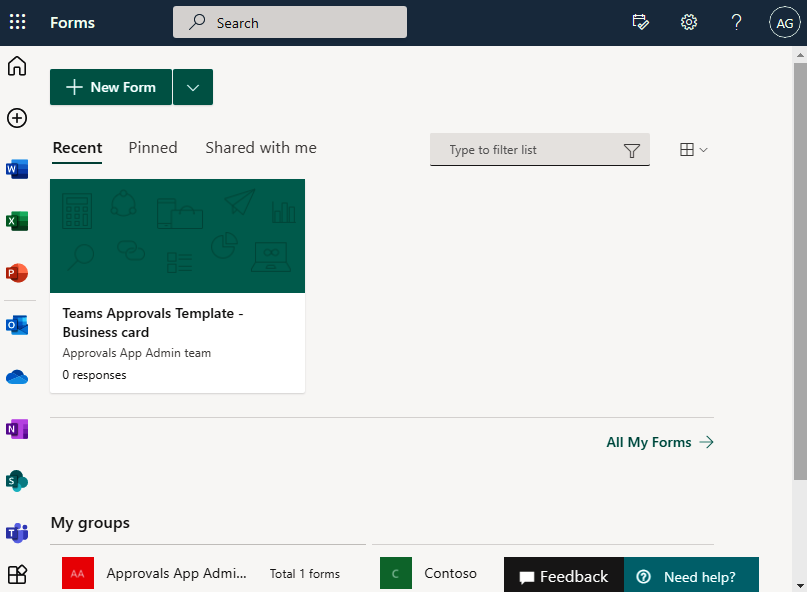 Forms
Search
AG
New Form
Recent
Pinned
Shared with me
Type to filter list
Teams Approvals Template -
Business card
Approvals App Admin team
0 responses
All My Forms
My groups
AA
Approvals App Admi...
Total 1 forms
C
Contoso
Feedback
Need help?
W
X
P
O
N
S
T